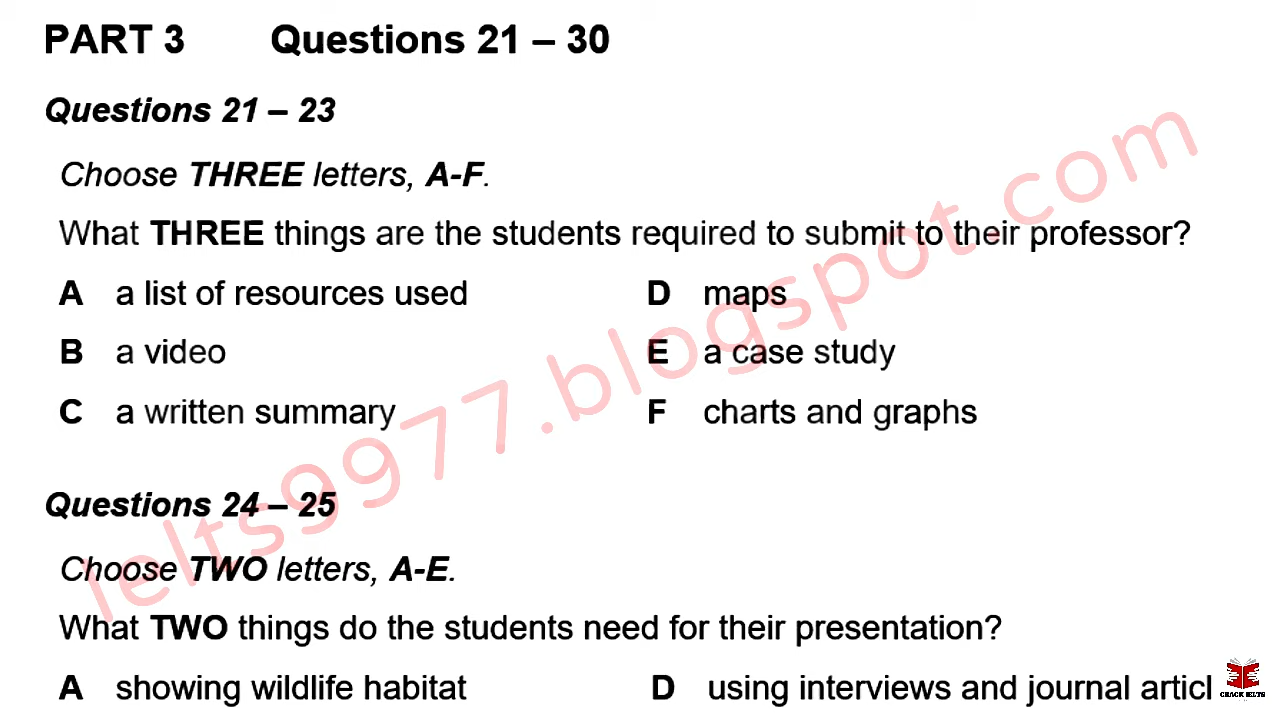 PART 3 Questions 21 – 30
Questions 21 – 23
Choose THREE letters, A-F.
What THREE things are the students required to submit to their professor?
A a list of resources used D maps
B a video E a case study
C a written summary F charts and graphs
Questions 24 – 25
Choose TWO letters, A-E.
What TWO things do the students need for their presentation?
A showing wildlife habitat D using interviews and journal articl
ielts9977.blogspot.com
CRACK IELTS